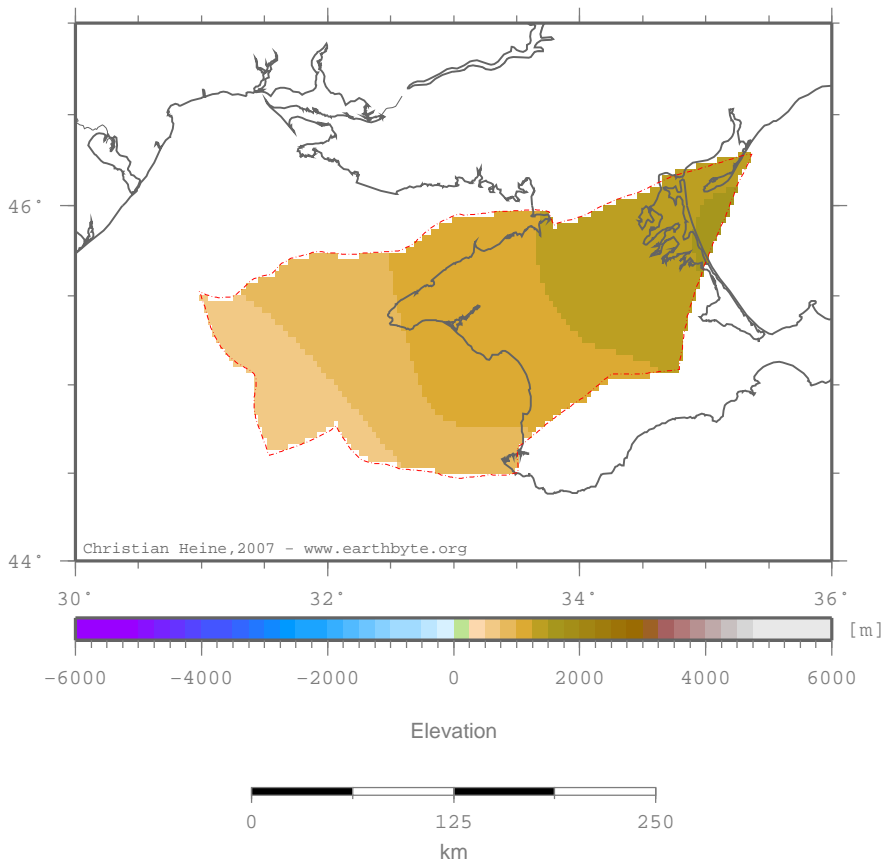 46°
Christian Heine,2007 - www.earthbyte.org
44°
30° 32° 34° 36°
[m]
-6000 -4000 -2000 0 2000 4000 6000
Elevation
0 125 250
km